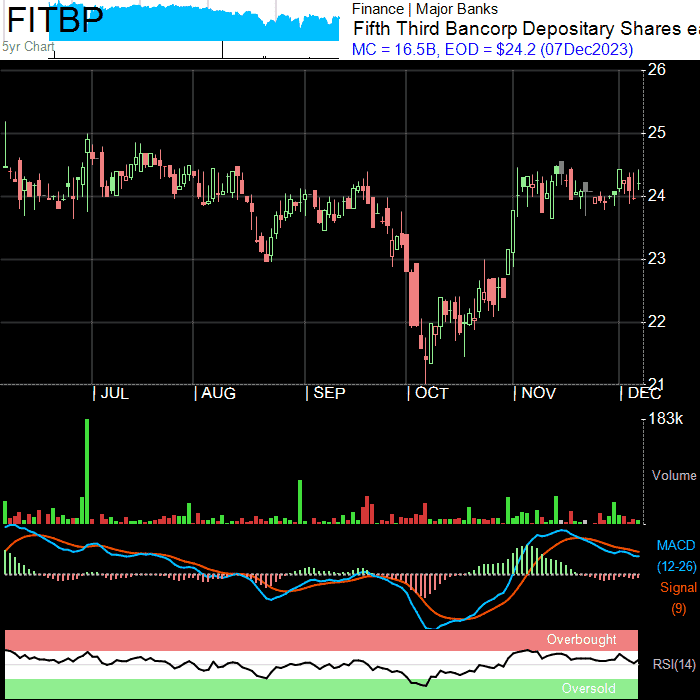 FITBP
Finance | Major Banks
Fifth Third Bancorp Depositary Shares ea
5yr Chart
MC = 16.5B, EOD = $24.2 (07Dec2023)
26
25
24
23
22
21
| JUL | AUG | SEP | OCT | NOV | DEC
183k
Volume
MACD
(12-26)
Signal
(9)
Overbought
RSI(14)
Oversold